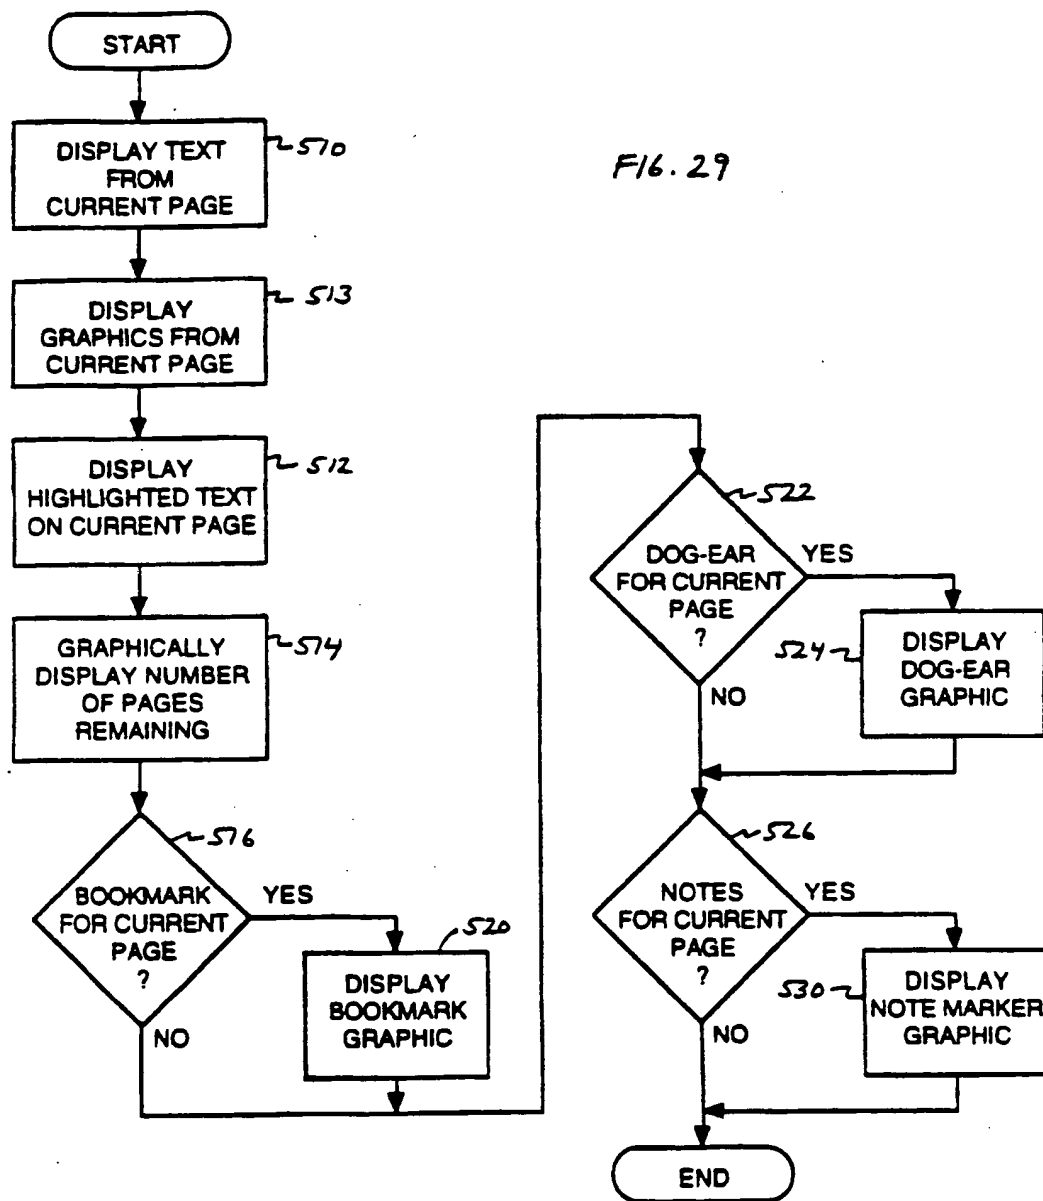 START
DISPLAY TEXT
FROM
CURRENT PAGE
510
FIG. 29
DISPLAY
GRAPHICS FROM
CURRENT PAGE
513
DISPLAY
HIGHLIGHTED TEXT
ON CURRENT PAGE
512
GRAPHICALLY
DISPLAY NUMBER
OF PAGES
REMAINING
514
BOOKMARK
FOR CURRENT
PAGE
?
516
YES
NO
DISPLAY
BOOKMARK
GRAPHIC
520
DOG-EAR
FOR CURRENT
PAGE
?
522
YES
NO
DISPLAY
DOG-EAR
GRAPHIC
524
NOTES
FOR CURRENT
PAGE
?
526
YES
NO
DISPLAY
NOTE MARKER
GRAPHIC
530
END